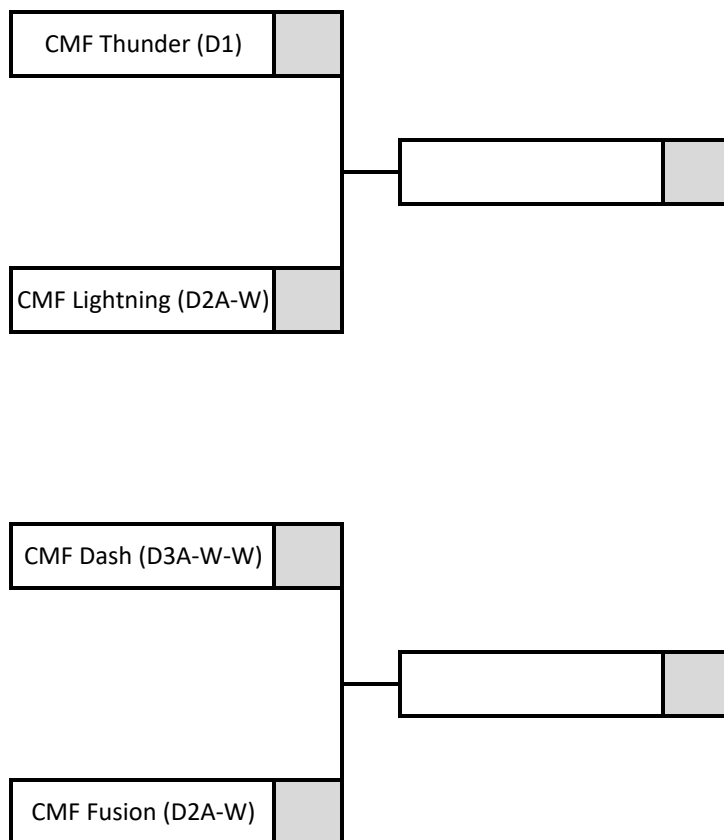 CMF Thunder (D1)
CMF Lightning (D2A-W)
CMF Dash (D3A-W-W)
CMF Fusion (D2A-W)